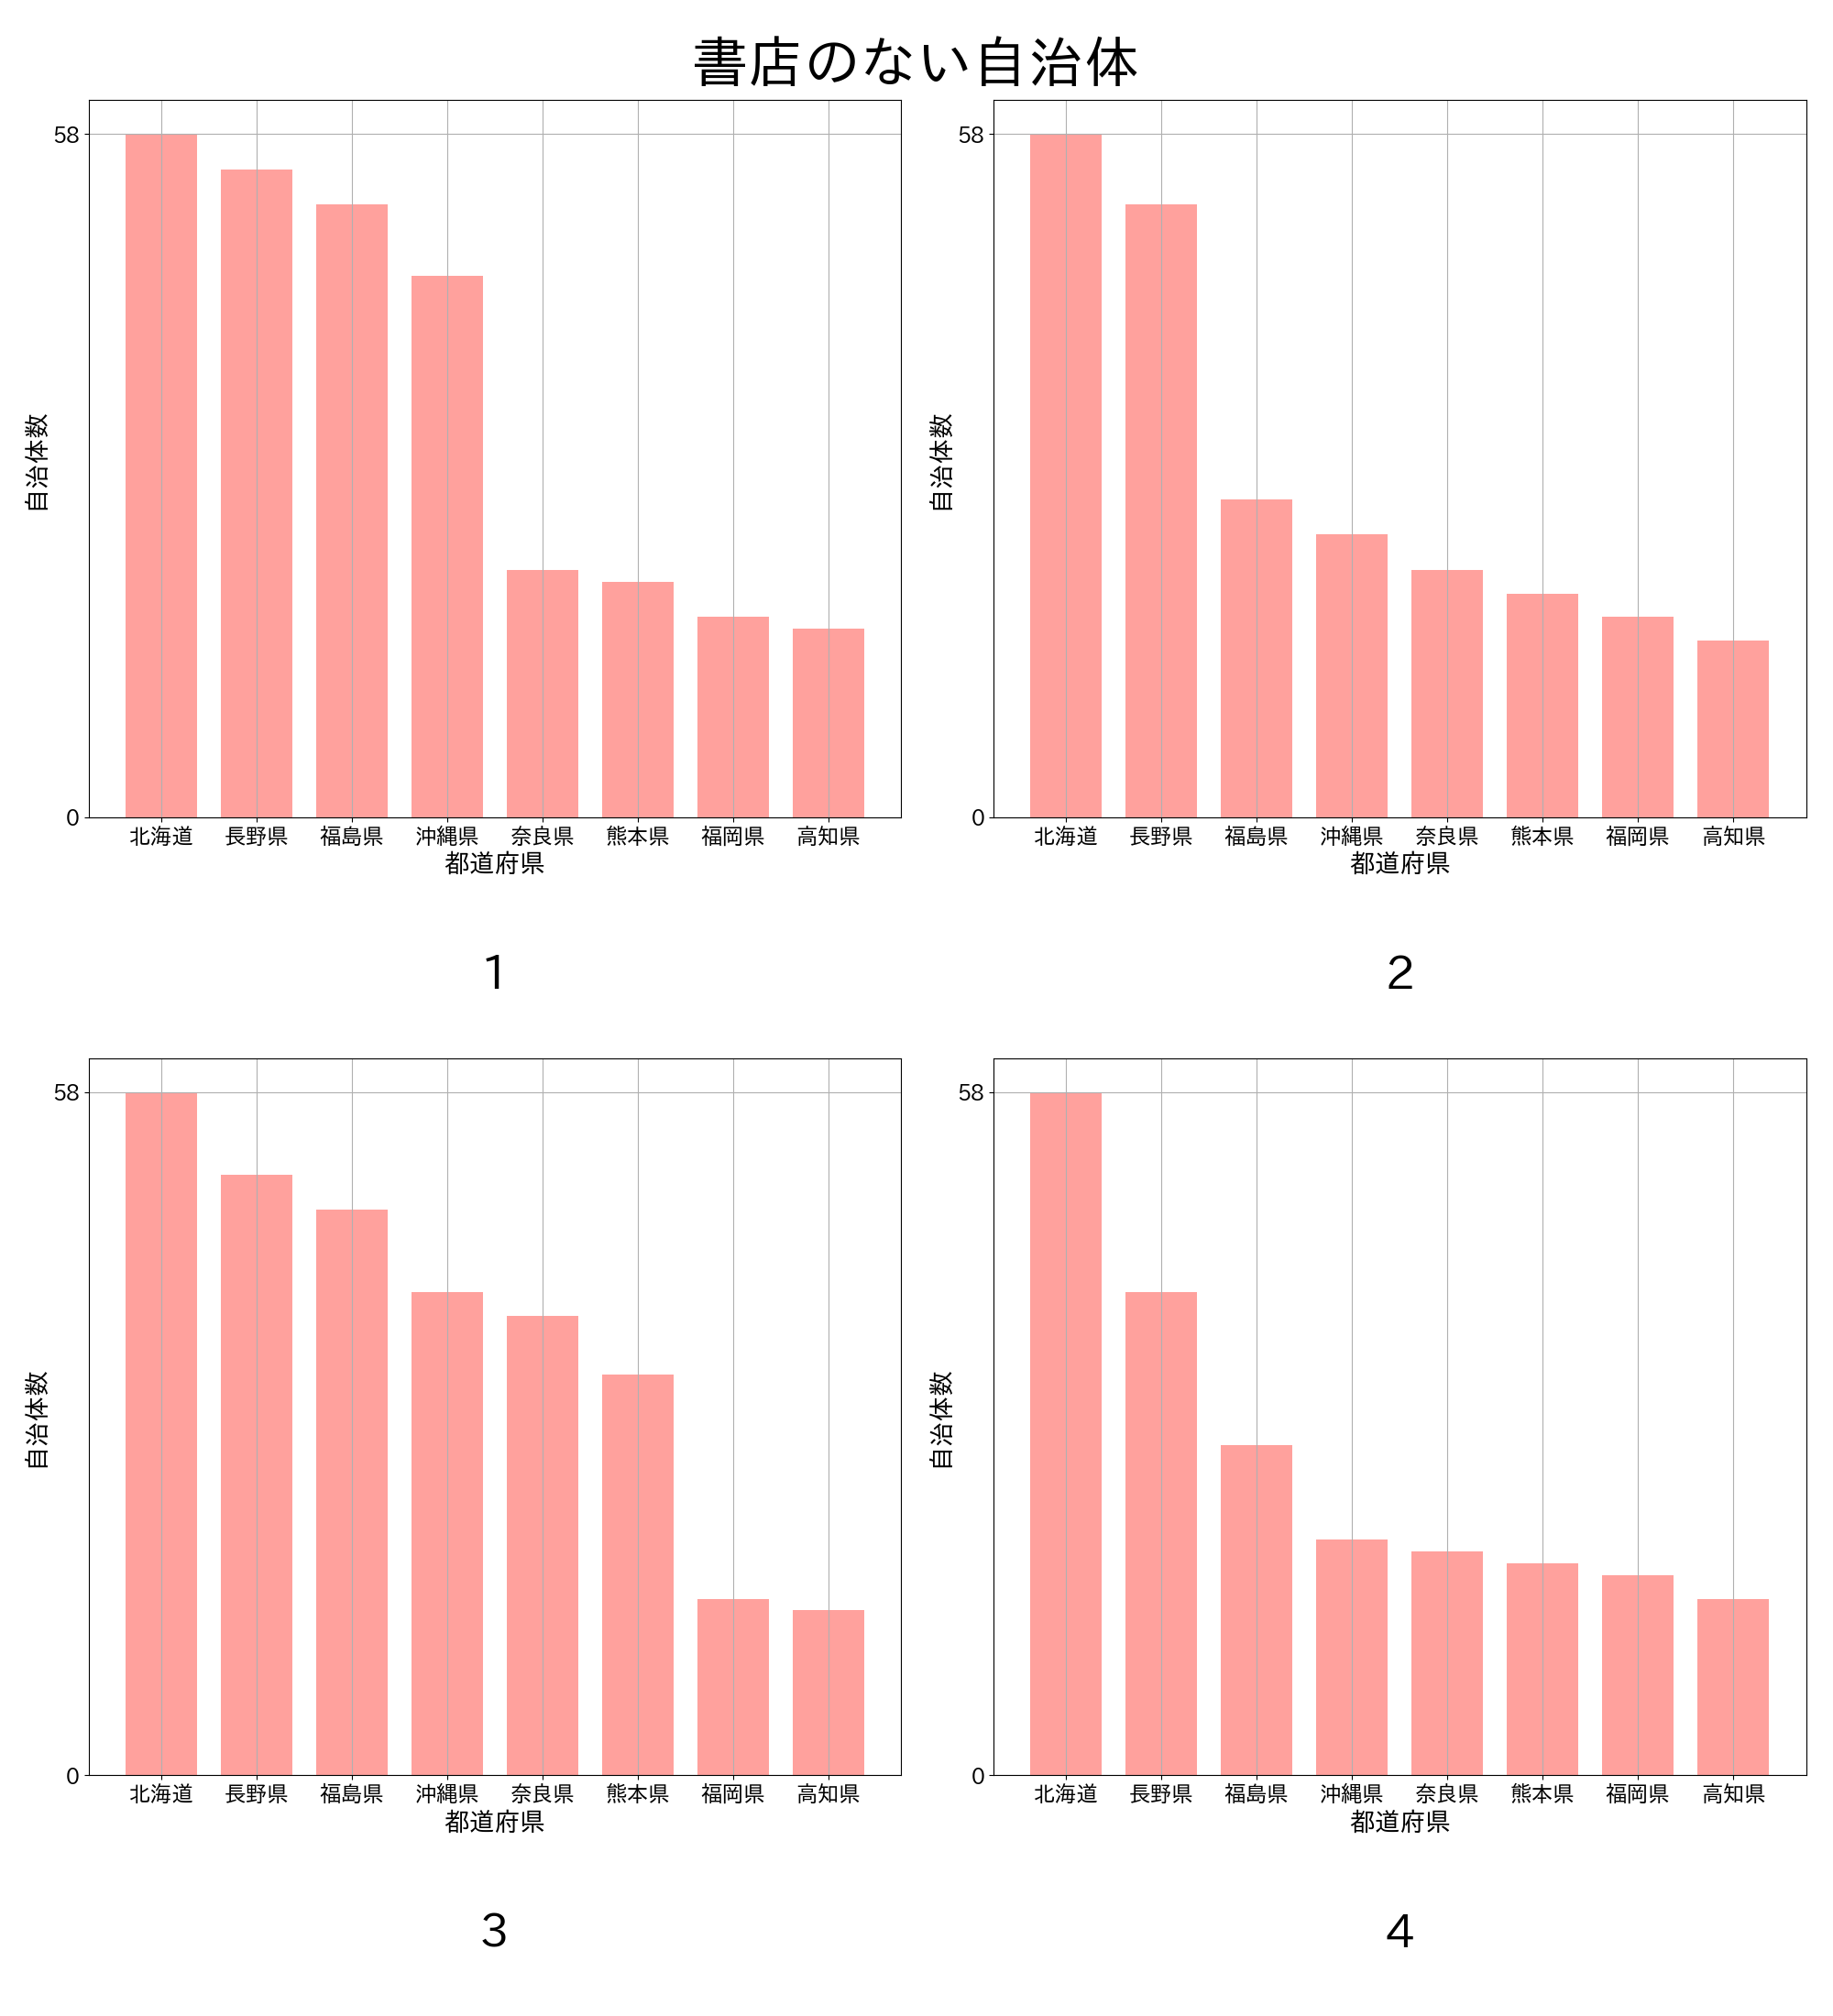 書店のない自治体
58
0
自治体数
北海道 長野県 福島県 沖縄県 奈良県 熊本県 福岡県 高知県
都道府県
1
58
0
自治体数
北海道 長野県 福島県 沖縄県 奈良県 熊本県 福岡県 高知県
都道府県
2
58
0
自治体数
北海道 長野県 福島県 沖縄県 奈良県 熊本県 福岡県 高知県
都道府県
3
58
0
自治体数
北海道 長野県 福島県 沖縄県 奈良県 熊本県 福岡県 高知県
都道府県
4